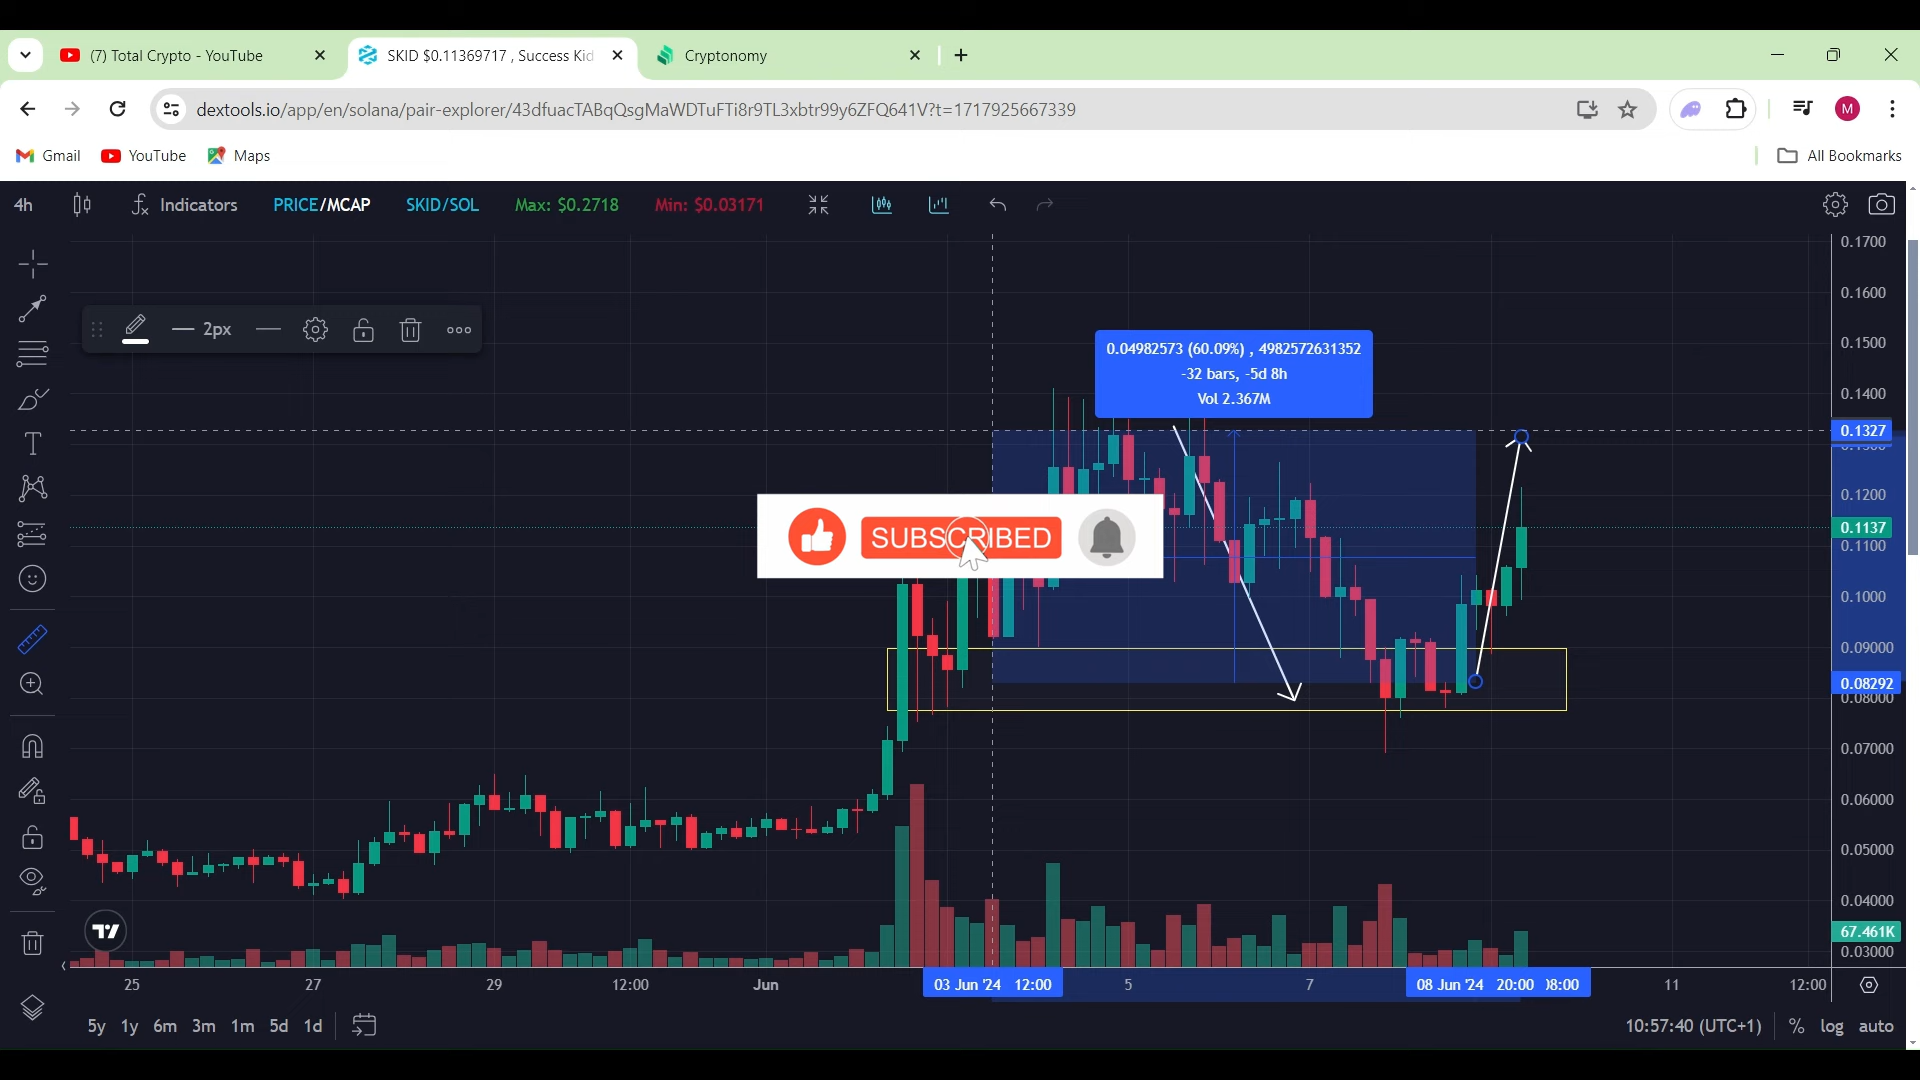 (7) Total Crypto - YouTube
SKID $0.11369717 , Success Kid
Cryptonomy
dextools.io/app/en/solana/pair-explorer/43dfuacTABqQsgMaWDTuFTi8r9TL3xbtr99y6ZFQ641V?t=1717925667339
M
Gmail
YouTube
Maps
All Bookmarks
4h
Indicators
PRICE/MCAP
SKID/SOL
Max: $0.2718
Min: $0.03171
2px
0.04982573 (60.09%) , 4982572631352
-32 bars, -5d 8h
Vol 2.367M
SUBSCRIBED
0.1700
0.1600
0.1500
0.1400
0.1327
0.1200
0.1137
0.1100
0.1000
0.09000
0.08292
0.08000
0.07000
0.06000
0.05000
0.04000
67.461K
0.03000
25
27
29
12:00
Jun
03 Jun '24 12:00
5
7
08 Jun '24 20:00
8:00
11
12:00
5y 1y 6m 3m 1m 5d 1d
10:57:40 (UTC+1)
% log auto